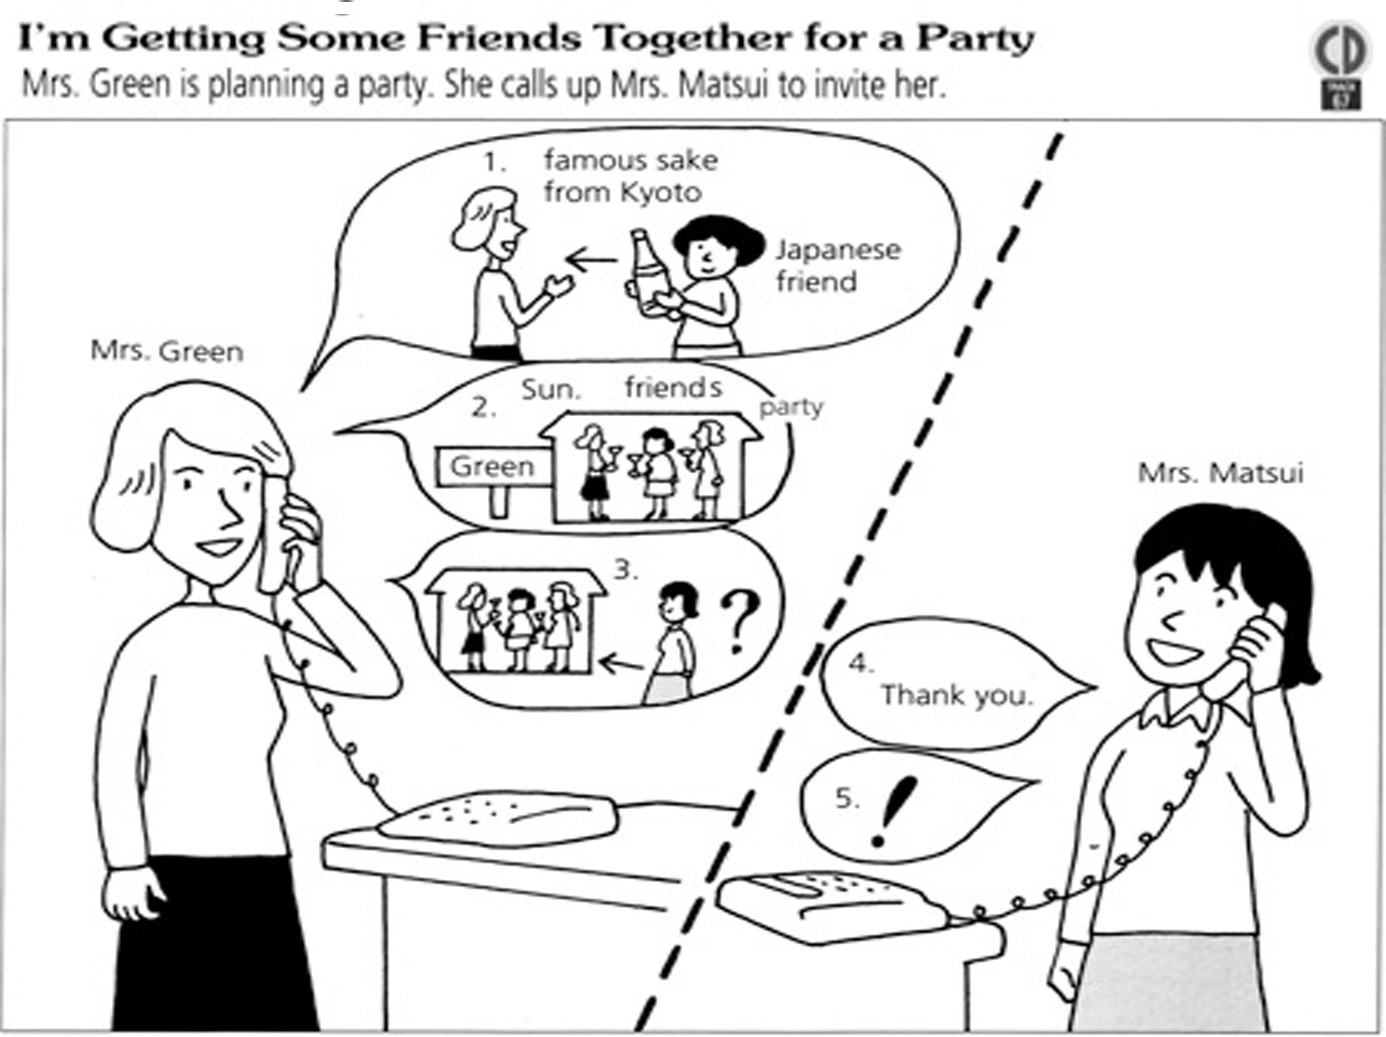 I'm Getting Some Friends Together for a Party
Mrs. Green is planning a party. She calls up Mrs. Matsui to invite her.
CD
TRACK
67
1. famous sake
from Kyoto
Japanese
friend
Mrs. Green
2. Sun. friends party
Green
3.
?
Mrs. Matsui
4.
Thank you.
5. !